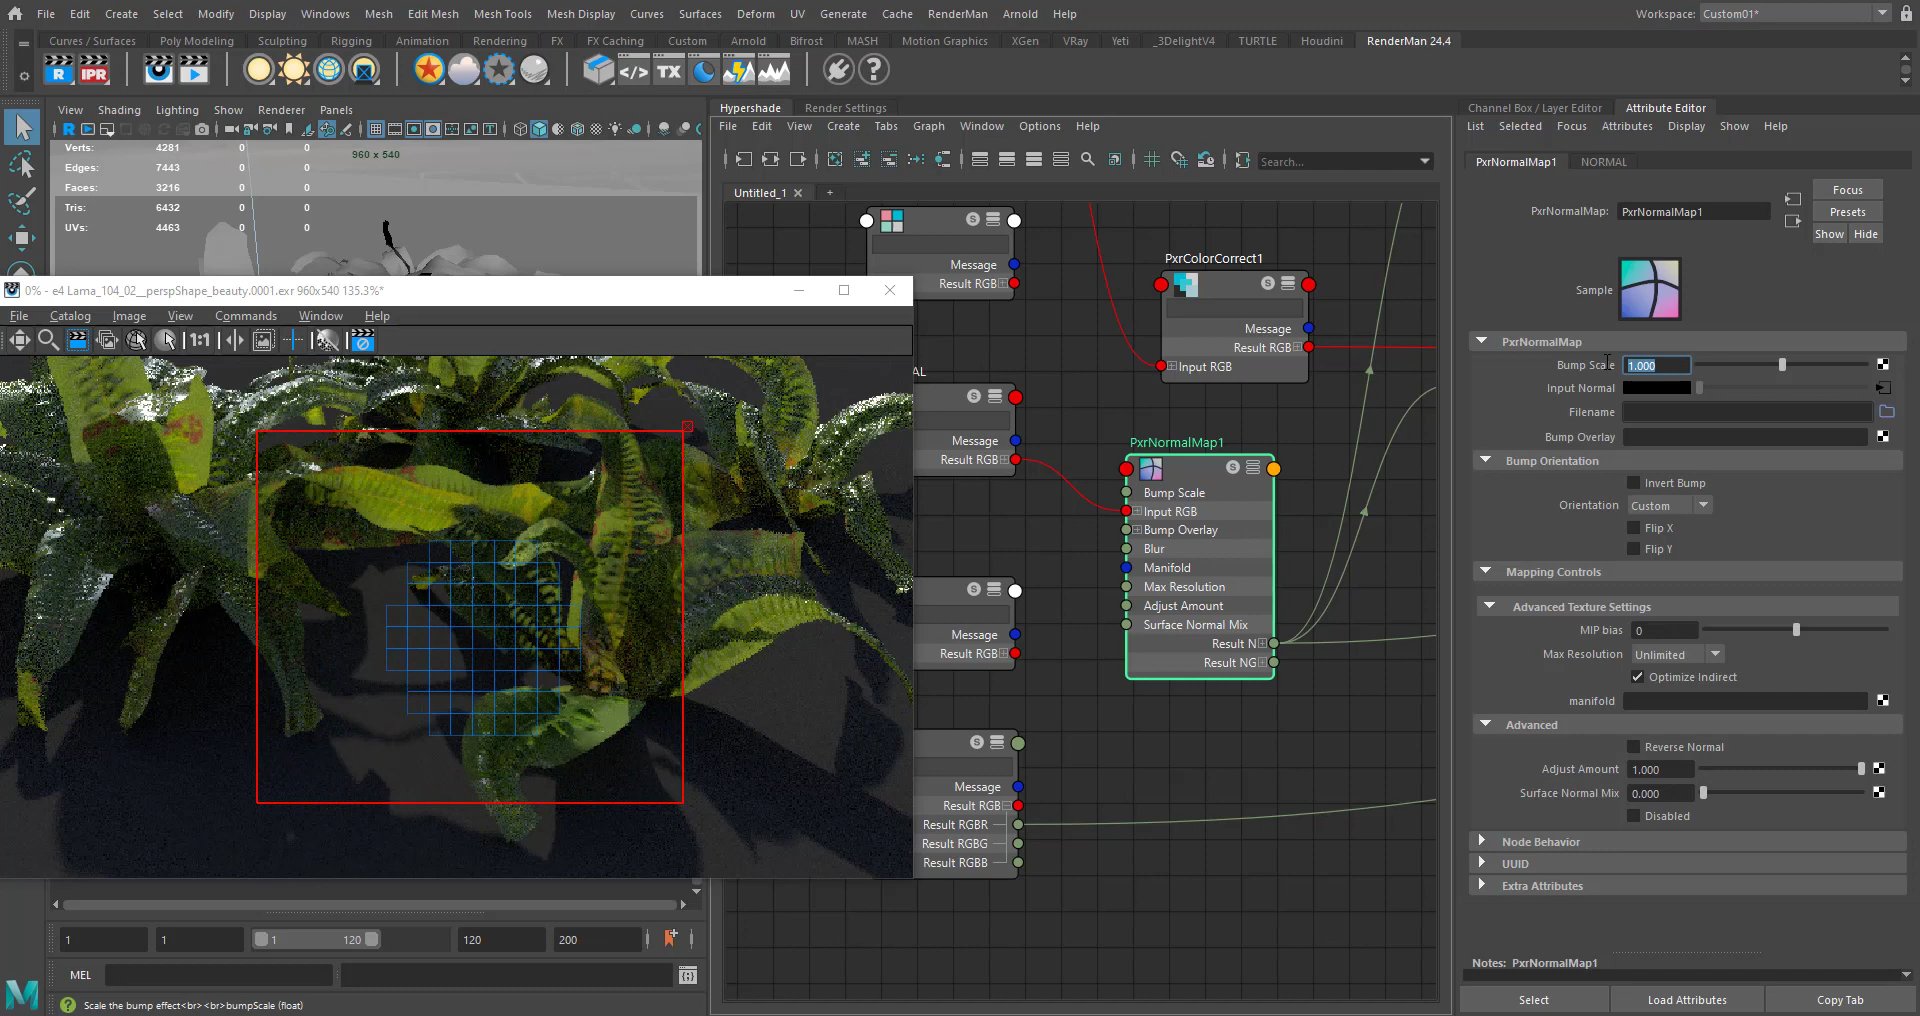 File Edit Create Select Modify Display Windows Mesh Edit Mesh Mesh Tools Mesh Display Curves Surfaces Deform UV Generate Cache RenderMan Arnold Help Workspace: Custom01*
Curves / Surfaces Poly Modeling Sculpting Rigging Animation Rendering FX FX Caching Custom Arnold Bifrost MASH Motion Graphics XGen VRay Yeti _3DelightV4 TURTLE Houdini RenderMan 24.4
R IPR </> TX ?
View Shading Lighting Show Renderer Panels
Verts: 4281 0 0
Edges: 7443 0 0
Faces: 3216 0 0
Tris: 6432 0 0
UVs: 4463 0 0
960 x 540
0% - e4 Lama_104_02__perspShape_beauty.0001.exr 960x540 135.3%*
File Catalog Image View Commands Window Help
1:1
Hypershade Render Settings
File Edit View Create Tabs Graph Window Options Help
Search...
Untitled_1 +
Message
Result RGB
PxrColorCorrect1
Message
Result RGB
Input RGB
AL
Message
Result RGB
PxrNormalMap1
Bump Scale
Input RGB
Bump Overlay
Blur
Manifold
Max Resolution
Adjust Amount
Surface Normal Mix
Result N
Result NG
Message
Result RGB
Message
Result RGB
Result RGBR
Result RGBG
Result RGBB
Channel Box / Layer Editor Attribute Editor
List Selected Focus Attributes Display Show Help
PxrNormalMap1 NORMAL
PxrNormalMap: PxrNormalMap1
Focus
Presets
Show Hide
Sample
PxrNormalMap
Bump Scale 1.000
Input Normal
Filename
Bump Overlay
Bump Orientation
Invert Bump
Orientation Custom
Flip X
Flip Y
Mapping Controls
Advanced Texture Settings
MIP bias 0
Max Resolution Unlimited
Optimize Indirect
manifold
Advanced
Reverse Normal
Adjust Amount 1.000
Surface Normal Mix 0.000
Disabled
Node Behavior
UUID
Extra Attributes
Notes: PxrNormalMap1
Select Load Attributes Copy Tab
1 1 1 120 120 200
MEL
Scale the bump effect<br><br>bumpScale (float)